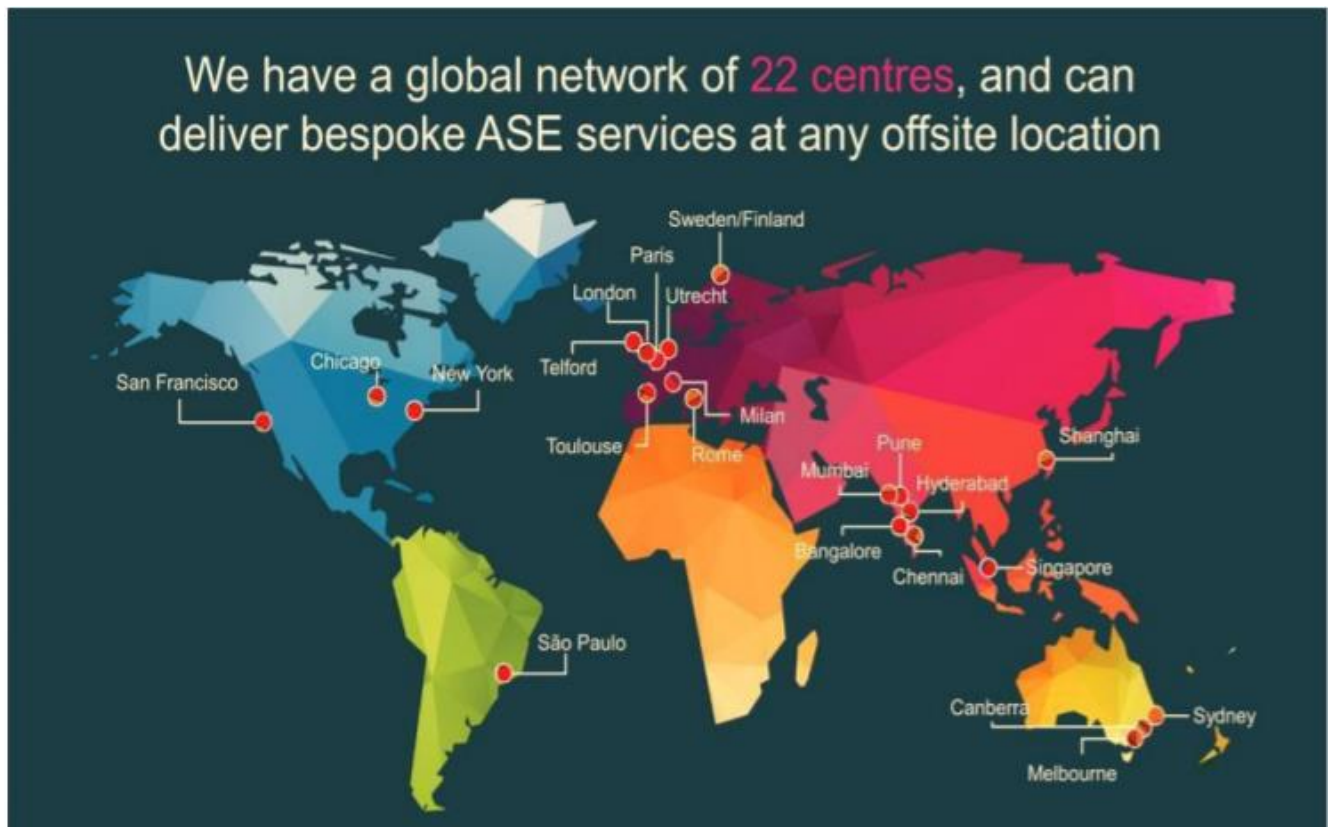 We have a global network of 22 centres, and can
deliver bespoke ASE services at any offsite location
Sweden/Finland
Paris
London
Utrecht
Telford
Chicago
New York
San Francisco
Milan
Toulouse
Rome
Shanghai
Pune
Mumbai
Hyderabad
Bangalore
Chennai
Singapore
São Paulo
Canberra
Sydney
Melbourne